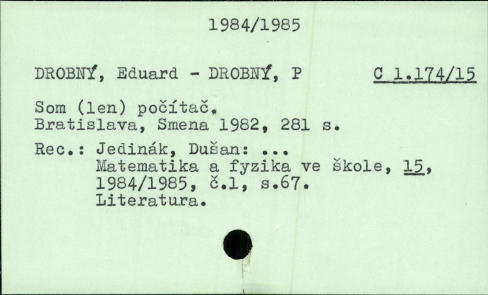 1984/1985
DROBNÝ, Eduard - DROBNÝ, P C 1.174/15
Som (len) počítač.
Bratislava, Smena 1982, 281 s.
Rec.: Jedinák, Dušan: ...
Matematika a fyzika ve škole, 15,
1984/1985, č.1, s.67.
Literatura.